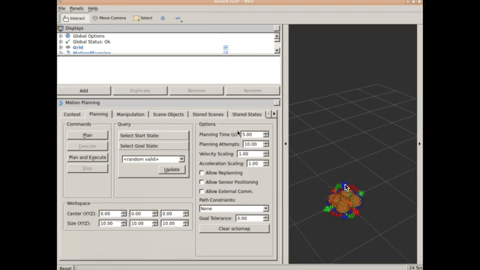 File Panels Help
Interact Move Camera Select
Displays
Global Options
Global Status: Ok
Grid
MotionPlanning
Add Duplicate Remove Rename
Motion Planning
Context Planning Manipulation Scene Objects Stored Scenes Stored States
Commands Query Options
Plan Select Start State: Planning Time (s): 5.00
Execute Select Goal State: Planning Attempts: 10.00
Plan and Execute <random valid> Velocity Scaling: 1.00
Stop Update Acceleration Scaling: 1.00
Allow Replanning
Allow Sensor Positioning
Allow External Comm.
Workspace Path Constraints:
Center (XYZ): 0.00 0.00 0.00 None
Size (XYZ): 10.00 10.00 10.00 Goal Tolerance: 0.00
Clear octomap
Reset 24 fps